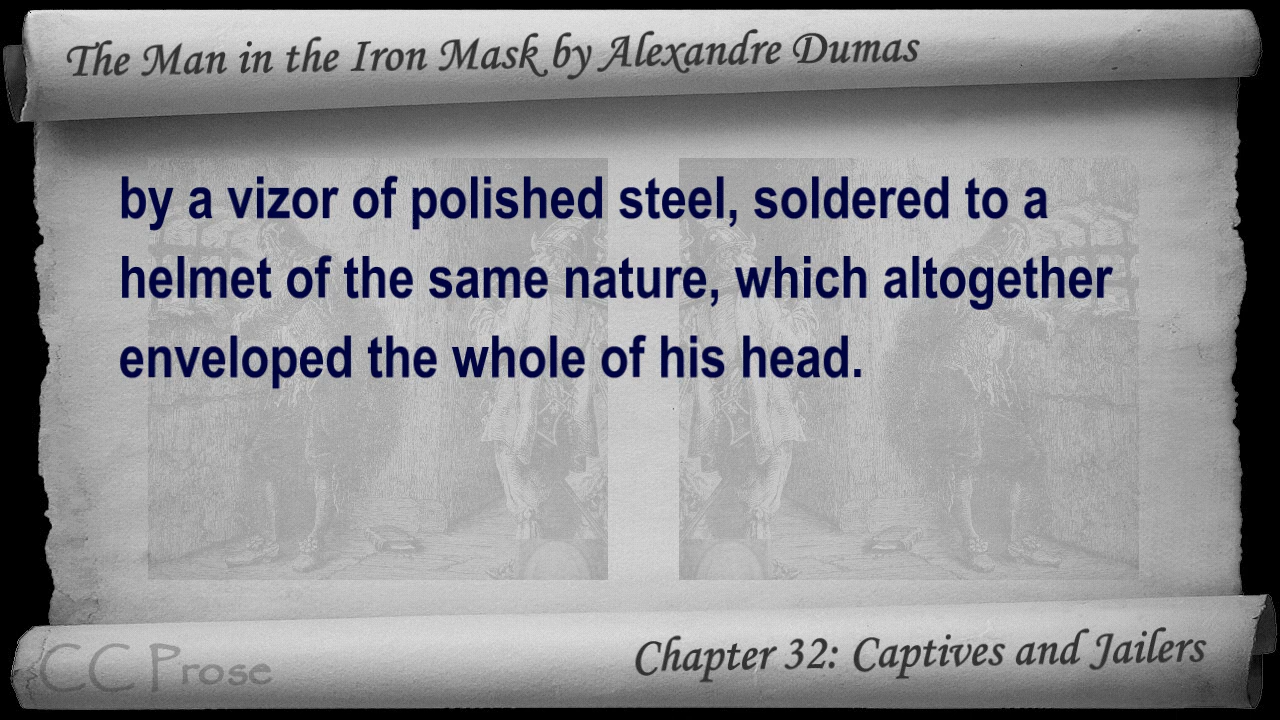 The Man in the Iron Mask by Alexandre Dumas
by a vizor of polished steel, soldered to a
helmet of the same nature, which altogether
enveloped the whole of his head.
CC Prose
Chapter 32: Captives and Jailers